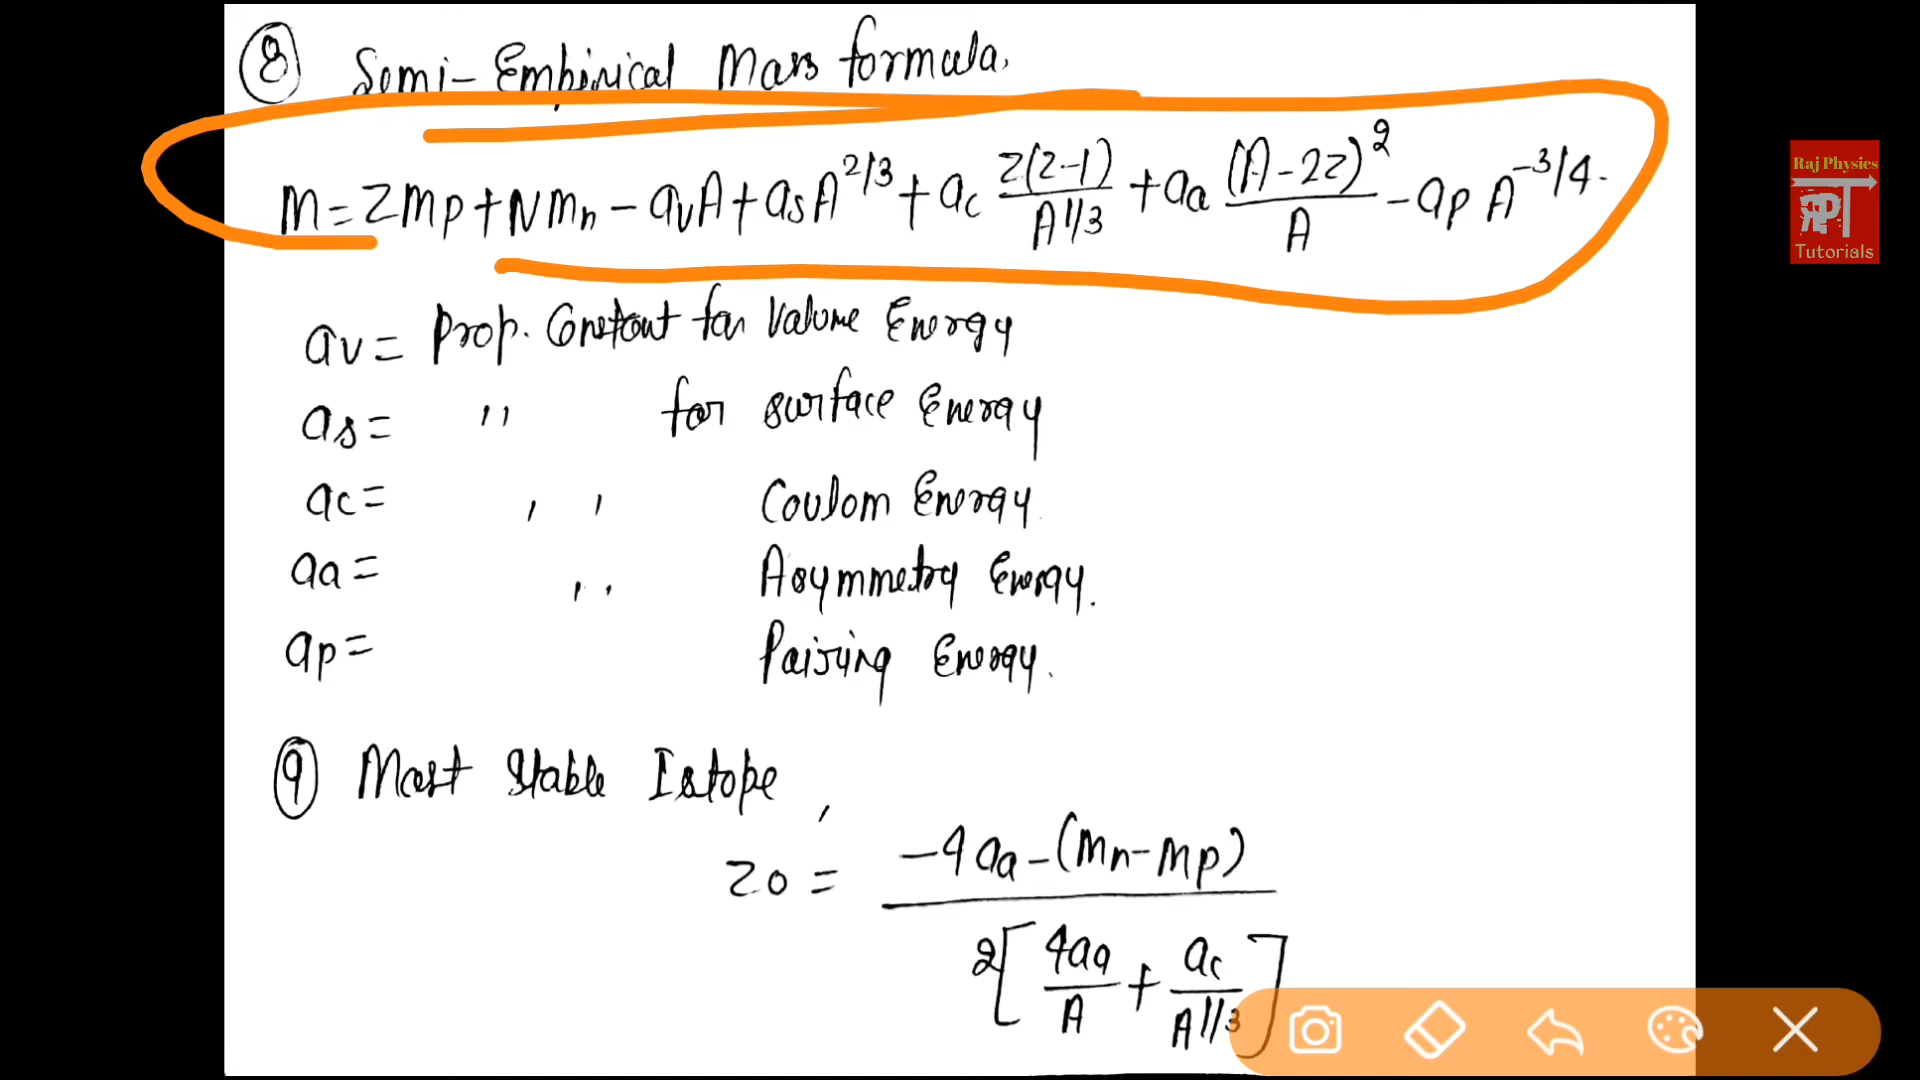 ⑧ Semi-Empirical Mass formula.
M=ZMp+NMn-avA+asA^2/3+ac Z(Z-1)/A^1/3+aa (A-2Z)^2/A-ap A^-3/4.
av= Prop. Constant for Volume Energy
as= '' for surface Energy
ac= , , Coulom Energy
aa= , , Asymmetry Energy.
ap= Pairing Energy.
⑨ Most Stable Istope,
Z0 = -4aa-(Mn-Mp) / 2[4aa/A + ac/A^1/3]
Raj Physics
RPT
Tutorials